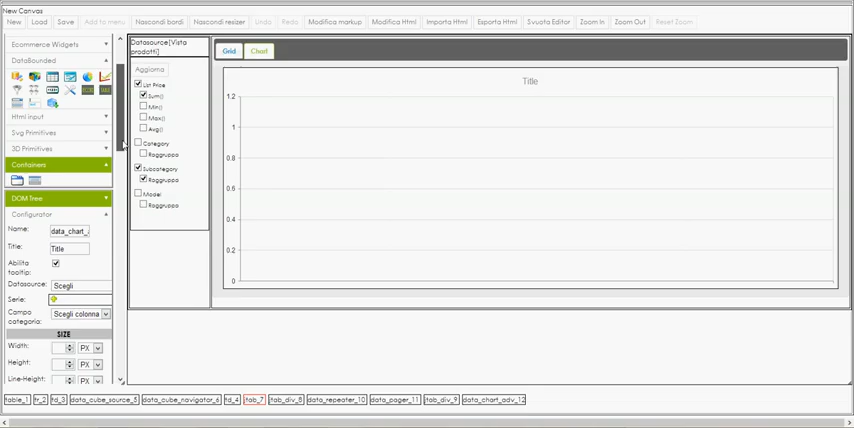 New Canvas
New Load Save Add to menu Nascondi bordi Nascondi resizer Undo Redo Modifica markup Modifica Html Importa Html Esporta Html Svuota Editor Zoom In Zoom Out Reset Zoom
Ecommerce Widgets
DataBounded
Html input
Svg Primitives
3D Primitives
Containers
DOM Tree
Configurator
Name: data_chart_
Title: Title
Abilita
tooltip:
Datasource: Scegli
Serie:
Campo Scegli colonna
categoria:
SIZE
Width: PX
Height: PX
Line-Height: PX
Datasource[Vista
prodotti]
Aggiorna
List Price
Sum()
Min()
Max()
Avg()
Category
Raggruppa
Subcategory
Raggruppa
Model
Raggruppa
Grid Chart
Title
1.2
1
0.8
0.6
0.4
0.2
0
table_1 tr_2 td_3 data_cube_source_5 data_cube_navigator_6 td_4 tab_7 tab_div_8 data_repeater_10 data_pager_11 tab_div_9 data_chart_adv_12